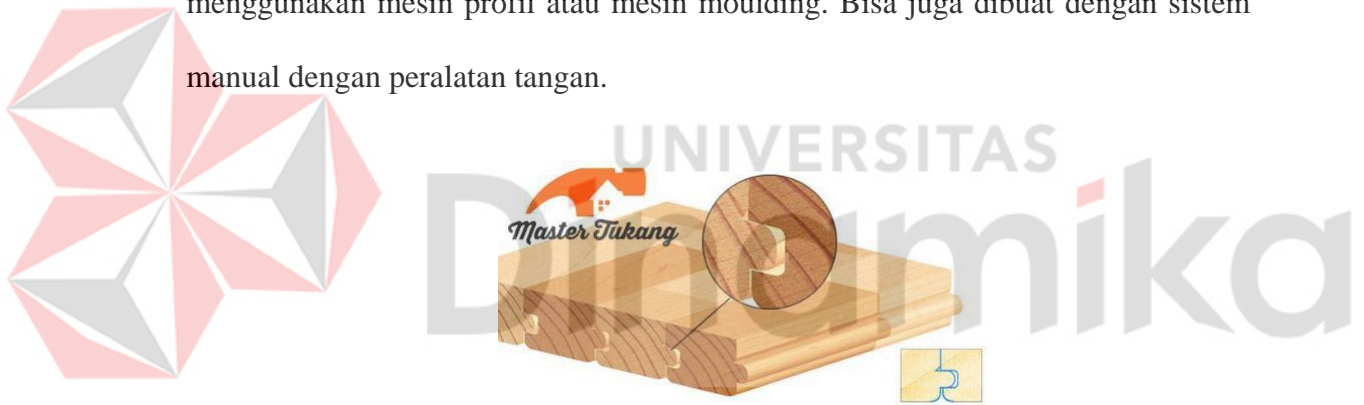 menggunakan mesin profil atau mesin moulding. Bisa juga dibuat dengan sistem
manual dengan peralatan tangan.
UNIVERSITAS
Dinamika
Master Tukang